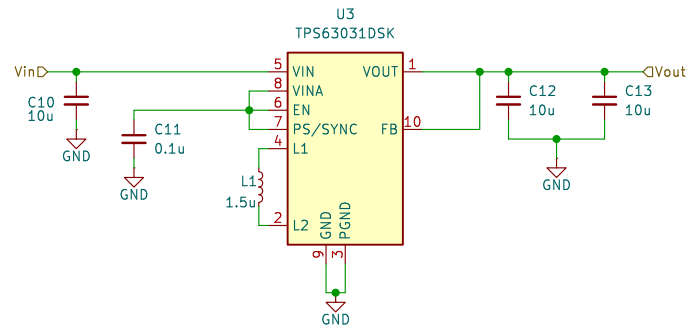 U3
TPS63031DSK
Vin
5
VIN
VOUT
1
Vout
8
VINA
C10
10u
6
EN
C12
10u
C13
10u
C11
0.1u
7
PS/SYNC
FB
10
4
L1
GND
GND
GND
L1
1.5u
2
L2
GND
PGND
9
3
GND